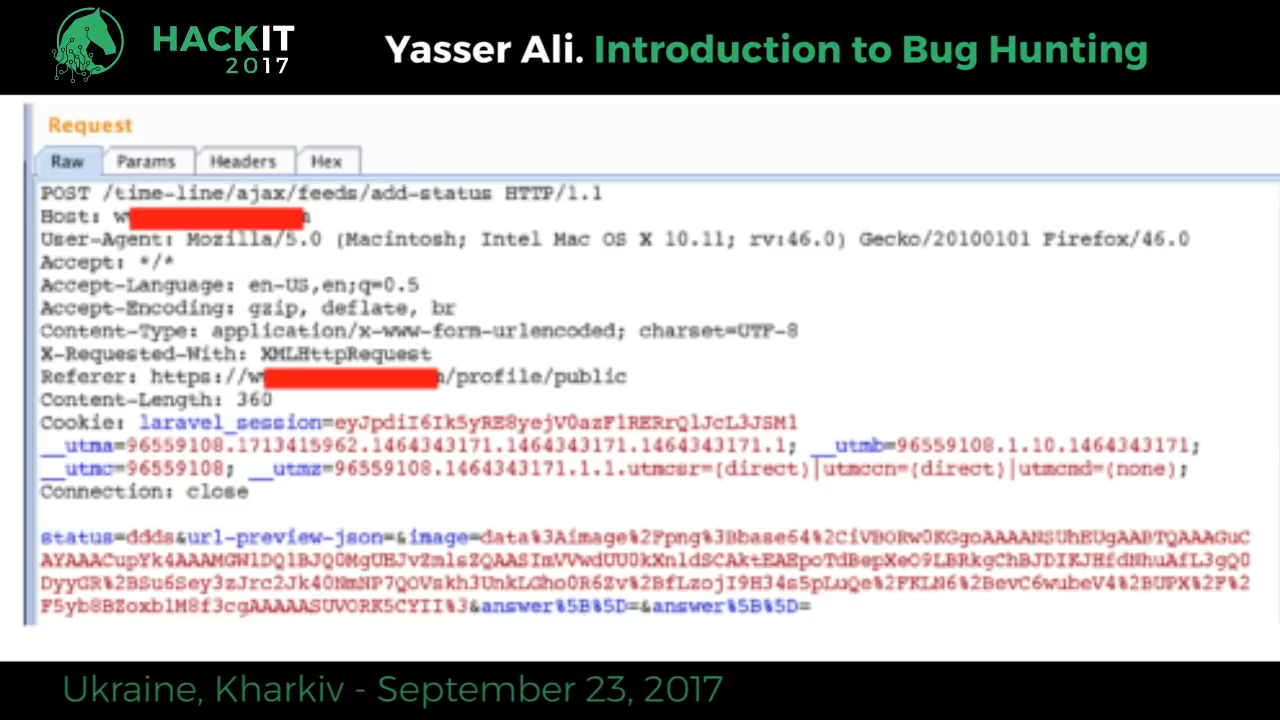 HACKIT
2017
Yasser Ali. Introduction to Bug Hunting
Request
Raw Params Headers Hex
POST /time-line/ajax/feeds/add-status HTTP/1.1
Host: w
User-Agent: Mozilla/5.0 (Macintosh; Intel Mac OS X 10.11; rv:46.0) Gecko/20100101 Firefox/46.0
Accept: */*
Accept-Language: en-US,en;q=0.5
Accept-Encoding: gzip, deflate, br
Content-Type: application/x-www-form-urlencoded; charset=UTF-8
X-Requested-With: XMLHttpRequest
Referer: https://w /profile/public
Content-Length: 360
Cookie: laravel_session=eyJpdiI6Ik5yRE8yejV0azF1RERrQlJcL3JSM1
__utma=96559108.1713415962.1464343171.1464343171.1464343171.1; __utmb=96559108.1.10.1464343171;
__utmc=96559108; __utmz=96559108.1464343171.1.1.utmcsr=(direct)|utmccn=(direct)|utmcmd=(none);
Connection: close
status=ddds&url-preview-json=&image=data%3Aimage%2Fpng%3Bbase64%2CiVBORw0KGgoAAAANSUhEUgAABTQAAAGuC
&answer%5B%5D=&answer%5B%5D=
Ukraine, Kharkiv - September 23, 2017